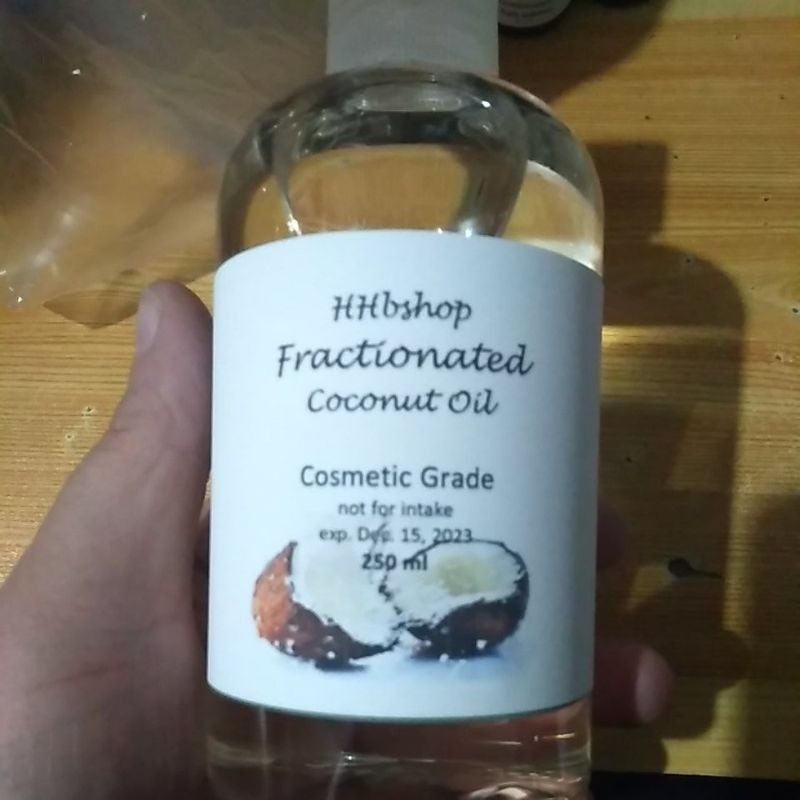 HHbshop
Fractionated
Coconut Oil
Cosmetic Grade
not for intake
exp. Dec. 15, 2023
250 ml